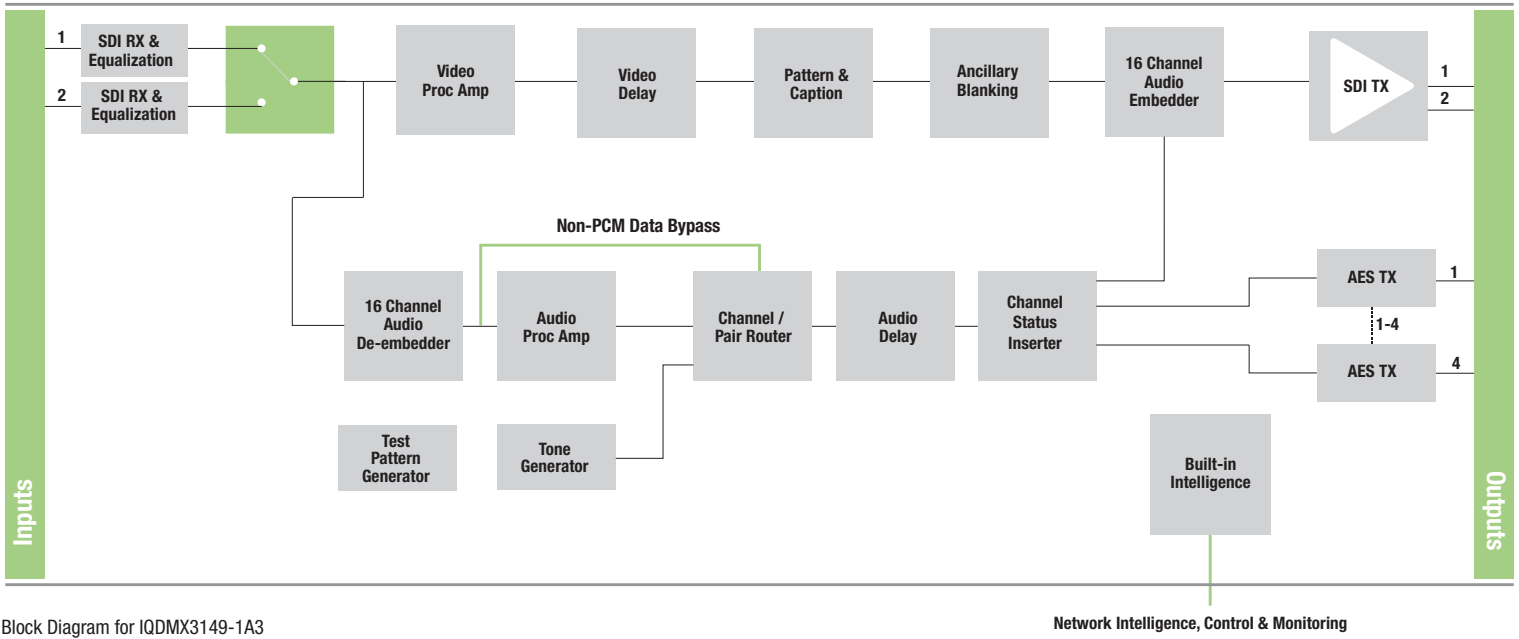 1
SDI RX &
Equalization
2
SDI RX &
Equalization
Video
Proc Amp
Video
Delay
Pattern &
Caption
Ancillary
Blanking
16 Channel
Audio
Embedder
SDI TX
1
2
Non-PCM Data Bypass
16 Channel
Audio
De-embedder
Audio
Proc Amp
Channel /
Pair Router
Audio
Delay
Channel
Status
Inserter
AES TX
1
1-4
AES TX
4
Test
Pattern
Generator
Tone
Generator
Built-in
Intelligence
Inputs
Outputs
Block Diagram for IQDMX3149-1A3
Network Intelligence, Control & Monitoring